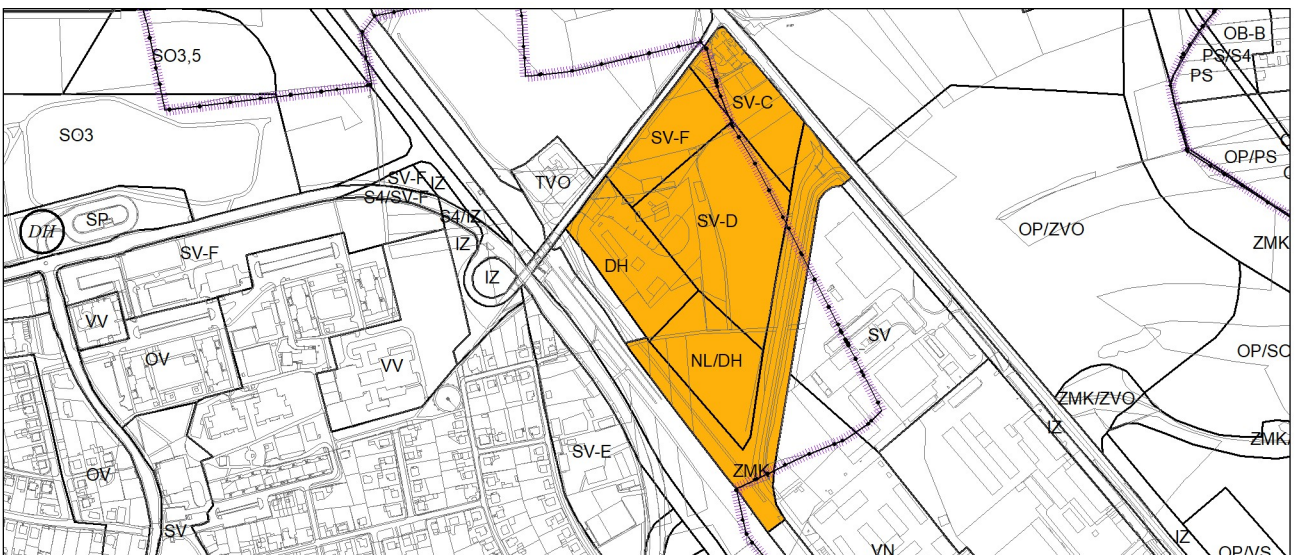 OB-B
SO3,5
PS/S4
PS
SV-C
SO3
SV-F
OP/PS
SV-F
IZ
TVO
S4/SV-F
SP
S4/IZ
SV-D
DH
OP/ZVO
IZ
ZMK
SV-F
DH
IZ
VV
SV
OV
VV
NL/DH
OP/SO
ZMK/ZVO
IZ
ZMK
SV-E
ZMK
OV
SV
IZ
VN
OP/VS